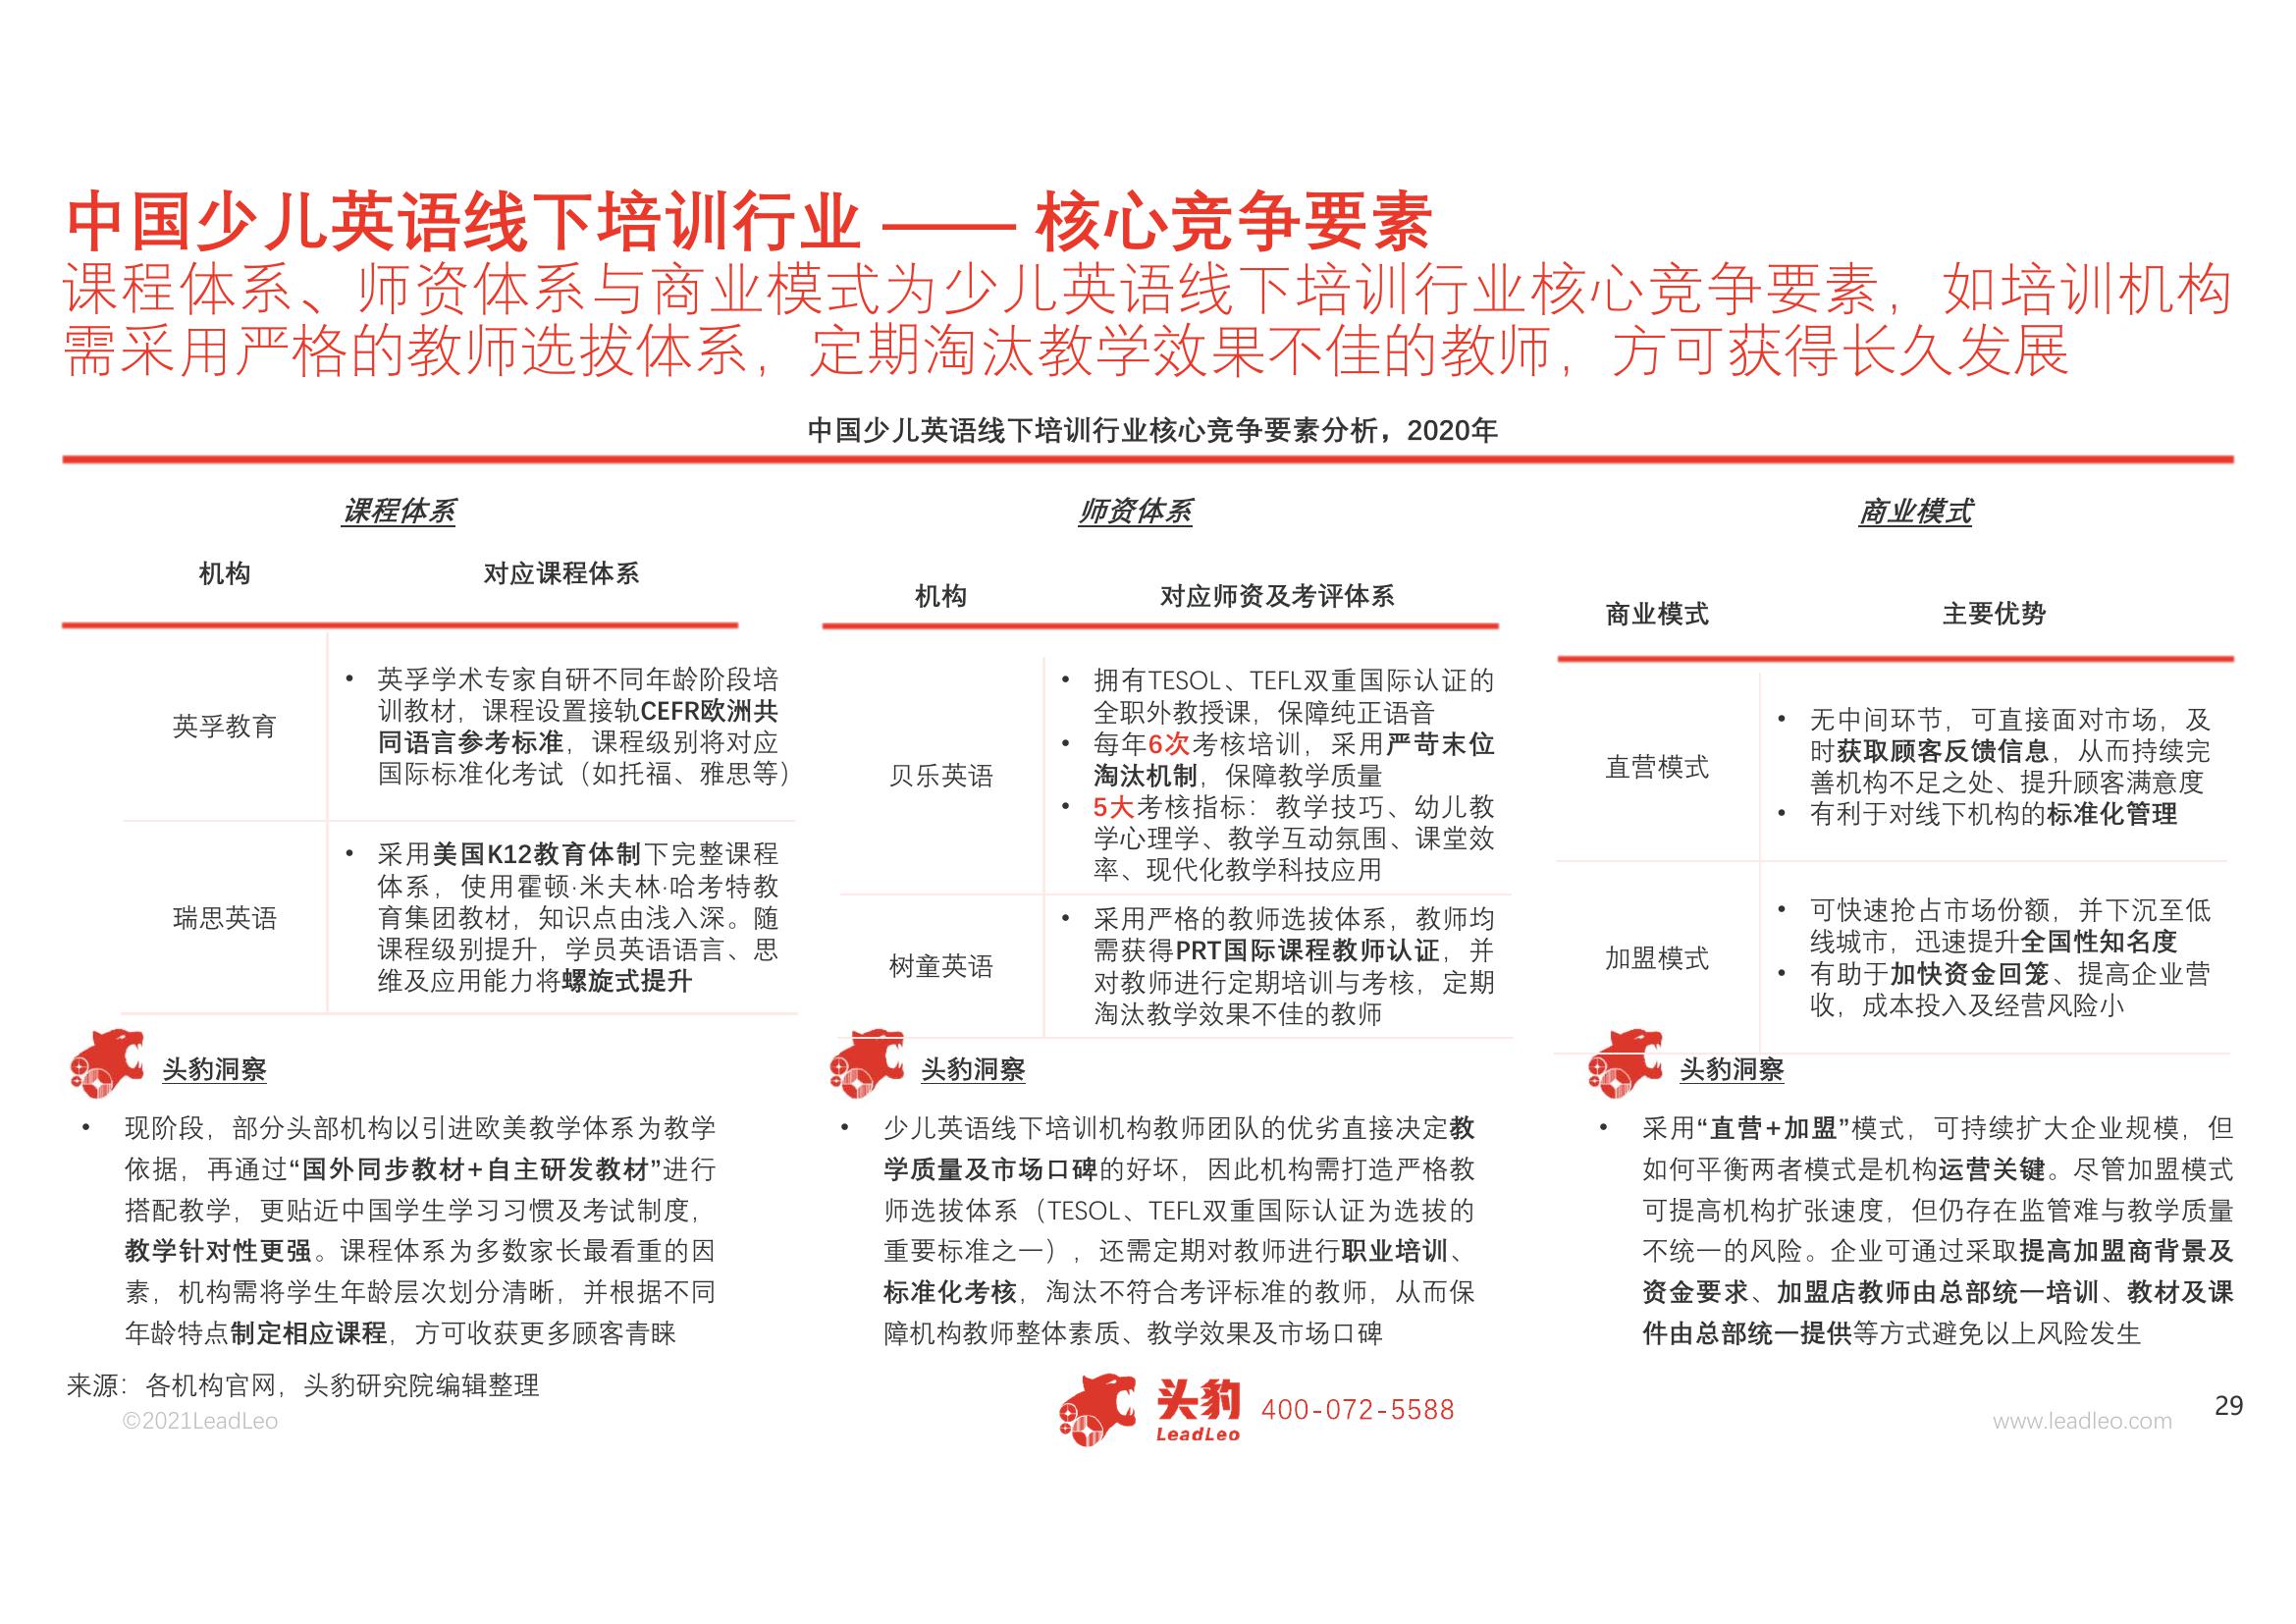 中国少儿英语线下培训行业 —— 核心竞争要素
课程体系、师资体系与商业模式为少儿英语线下培训行业核心竞争要素，如培训机构
需采用严格的教师选拔体系，定期淘汰教学效果不佳的教师，方可获得长久发展
中国少儿英语线下培训行业核心竞争要素分析，2020年
课程体系
机构
对应课程体系
英孚教育
• 英孚学术专家自研不同年龄阶段培
训教材，课程设置接轨CEFR欧洲共
同语言参考标准，课程级别将对应
国际标准化考试（如托福、雅思等）
瑞思英语
• 采用美国K12教育体制下完整课程
体系，使用霍顿·米夫林·哈考特教
育集团教材，知识点由浅入深。随
课程级别提升，学员英语语言、思
维及应用能力将螺旋式提升
头豹洞察
• 现阶段，部分头部机构以引进欧美教学体系为教学
依据，再通过“国外同步教材+自主研发教材”进行
搭配教学，更贴近中国学生学习习惯及考试制度，
教学针对性更强。课程体系为多数家长最看重的因
素，机构需将学生年龄层次划分清晰，并根据不同
年龄特点制定相应课程，方可收获更多顾客青睐
师资体系
机构
对应师资及考评体系
贝乐英语
• 拥有TESOL、TEFL双重国际认证的
全职外教授课，保障纯正语音
• 每年6次考核培训，采用严苛末位
淘汰机制，保障教学质量
• 5大考核指标：教学技巧、幼儿教
学心理学、教学互动氛围、课堂效
率、现代化教学科技应用
树童英语
• 采用严格的教师选拔体系，教师均
需获得PRT国际课程教师认证，并
对教师进行定期培训与考核，定期
淘汰教学效果不佳的教师
头豹洞察
• 少儿英语线下培训机构教师团队的优劣直接决定教
学质量及市场口碑的好坏，因此机构需打造严格教
师选拔体系（TESOL、TEFL双重国际认证为选拔的
重要标准之一），还需定期对教师进行职业培训、
标准化考核，淘汰不符合考评标准的教师，从而保
障机构教师整体素质、教学效果及市场口碑
商业模式
商业模式
主要优势
直营模式
• 无中间环节，可直接面对市场，及
时获取顾客反馈信息，从而持续完
善机构不足之处、提升顾客满意度
• 有利于对线下机构的标准化管理
加盟模式
• 可快速抢占市场份额，并下沉至低
线城市，迅速提升全国性知名度
• 有助于加快资金回笼、提高企业营
收，成本投入及经营风险小
头豹洞察
• 采用“直营+加盟”模式，可持续扩大企业规模，但
如何平衡两者模式是机构运营关键。尽管加盟模式
可提高机构扩张速度，但仍存在监管难与教学质量
不统一的风险。企业可通过采取提高加盟商背景及
资金要求、加盟店教师由总部统一培训、教材及课
件由总部统一提供等方式避免以上风险发生
来源：各机构官网，头豹研究院编辑整理
©2021LeadLeo
头豹
LeadLeo
400-072-5588
www.leadleo.com
29